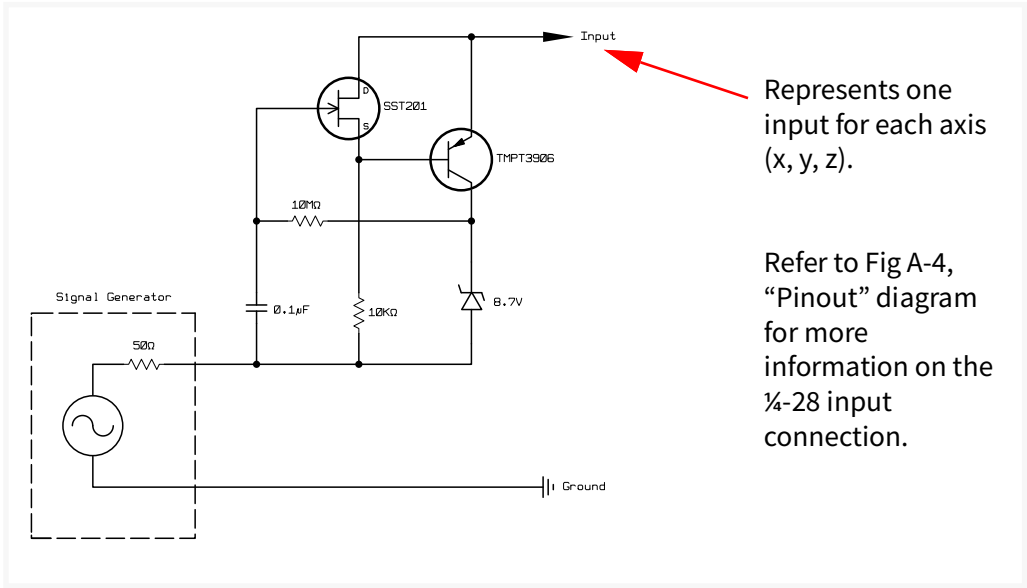 Input
D
SST201
S
TMPT3906
10MΩ
Signal Generator
0.1µF
10KΩ
8.7V
50Ω
Ground
Represents one
input for each axis
(x, y, z).
Refer to Fig A-4,
“Pinout” diagram
for more
information on the
¼-28 input
connection.